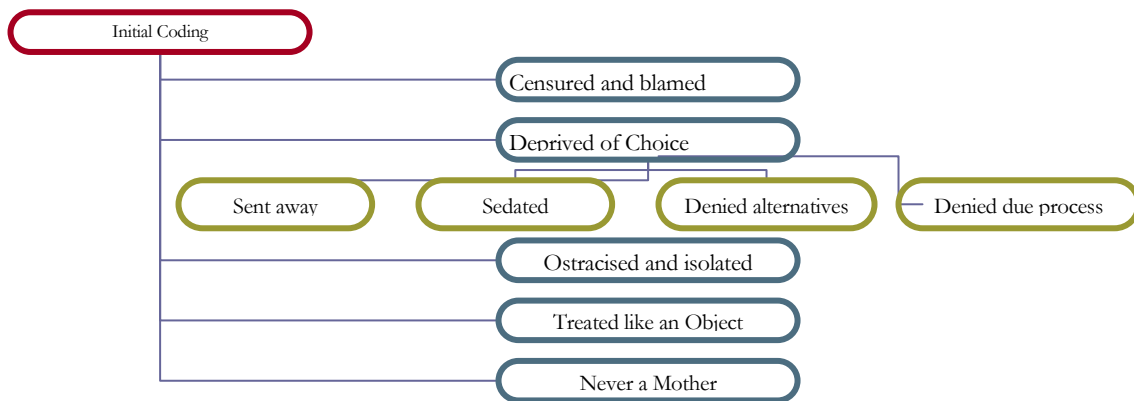 Initial Coding
Censured and blamed
Deprived of Choice
Sent away
Sedated
Denied alternatives
Denied due process
Ostracised and isolated
Treated like an Object
Never a Mother